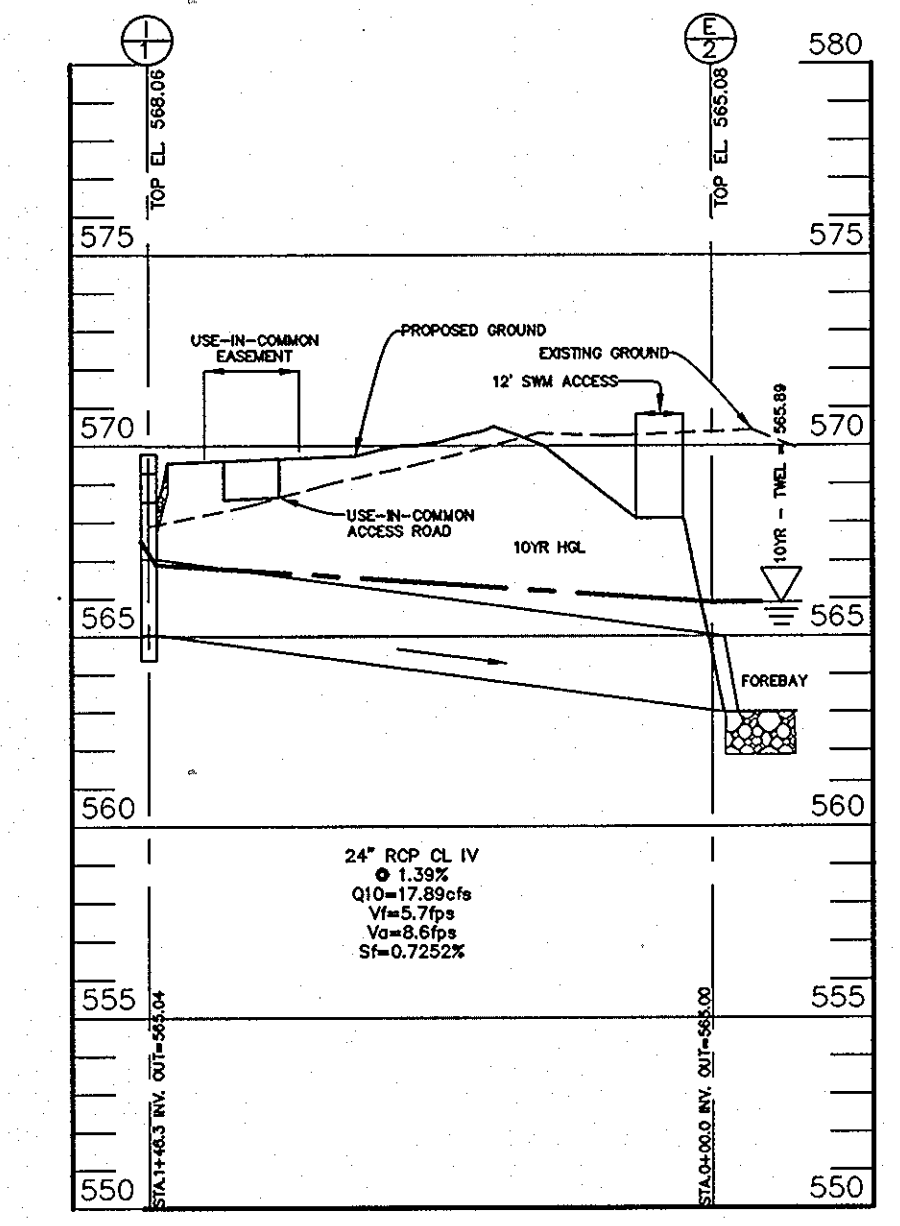 I
1
E
2
580
TOP EL. 568.06
TOP EL. 565.08
575
575
USE-IN-COMMON
EASEMENT
PROPOSED GROUND
EXISTING GROUND
12' SWM ACCESS
10YR - TWEL = 565.89
570
570
USE-IN-COMMON
ACCESS ROAD
10YR HGL
565
565
FOREBAY
560
560
24" RCP CL IV
@ 1.39%
Q10=17.89cfs
Vf=5.7fps
Va=8.6fps
Sf=0.7252%
555
555
STA.1+46.3 INV. OUT=565.04
STA.0+00.0 INV. OUT=563.00
550
550